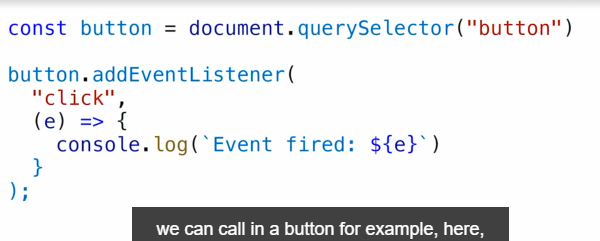 const button = document.querySelector("button")
button.addEventListener(
"click",
(e) => {
console.log(`Event fired: ${e}`)
}
);
we can call in a button for example, here,